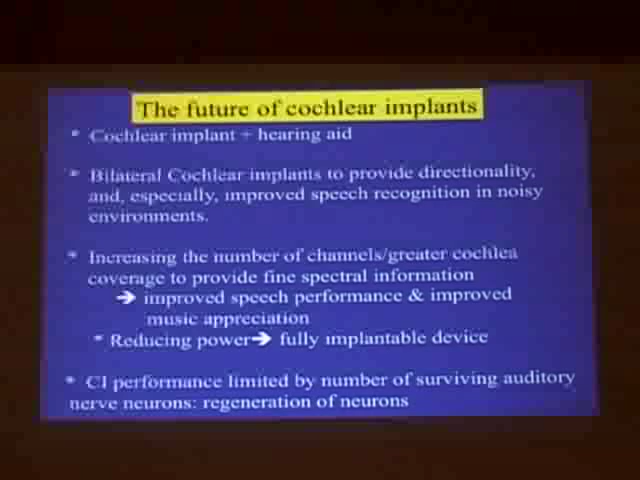 The future of cochlear implants
* Cochlear implant + hearing aid
* Bilateral Cochlear implants to provide directionality,
and, especially, improved speech recognition in noisy
environments.
* Increasing the number of channels/greater cochlea
coverage to provide fine spectral information
➔ improved speech performance & improved
music appreciation
* Reducing power➔ fully implantable device
* CI performance limited by number of surviving auditory
nerve neurons: regeneration of neurons